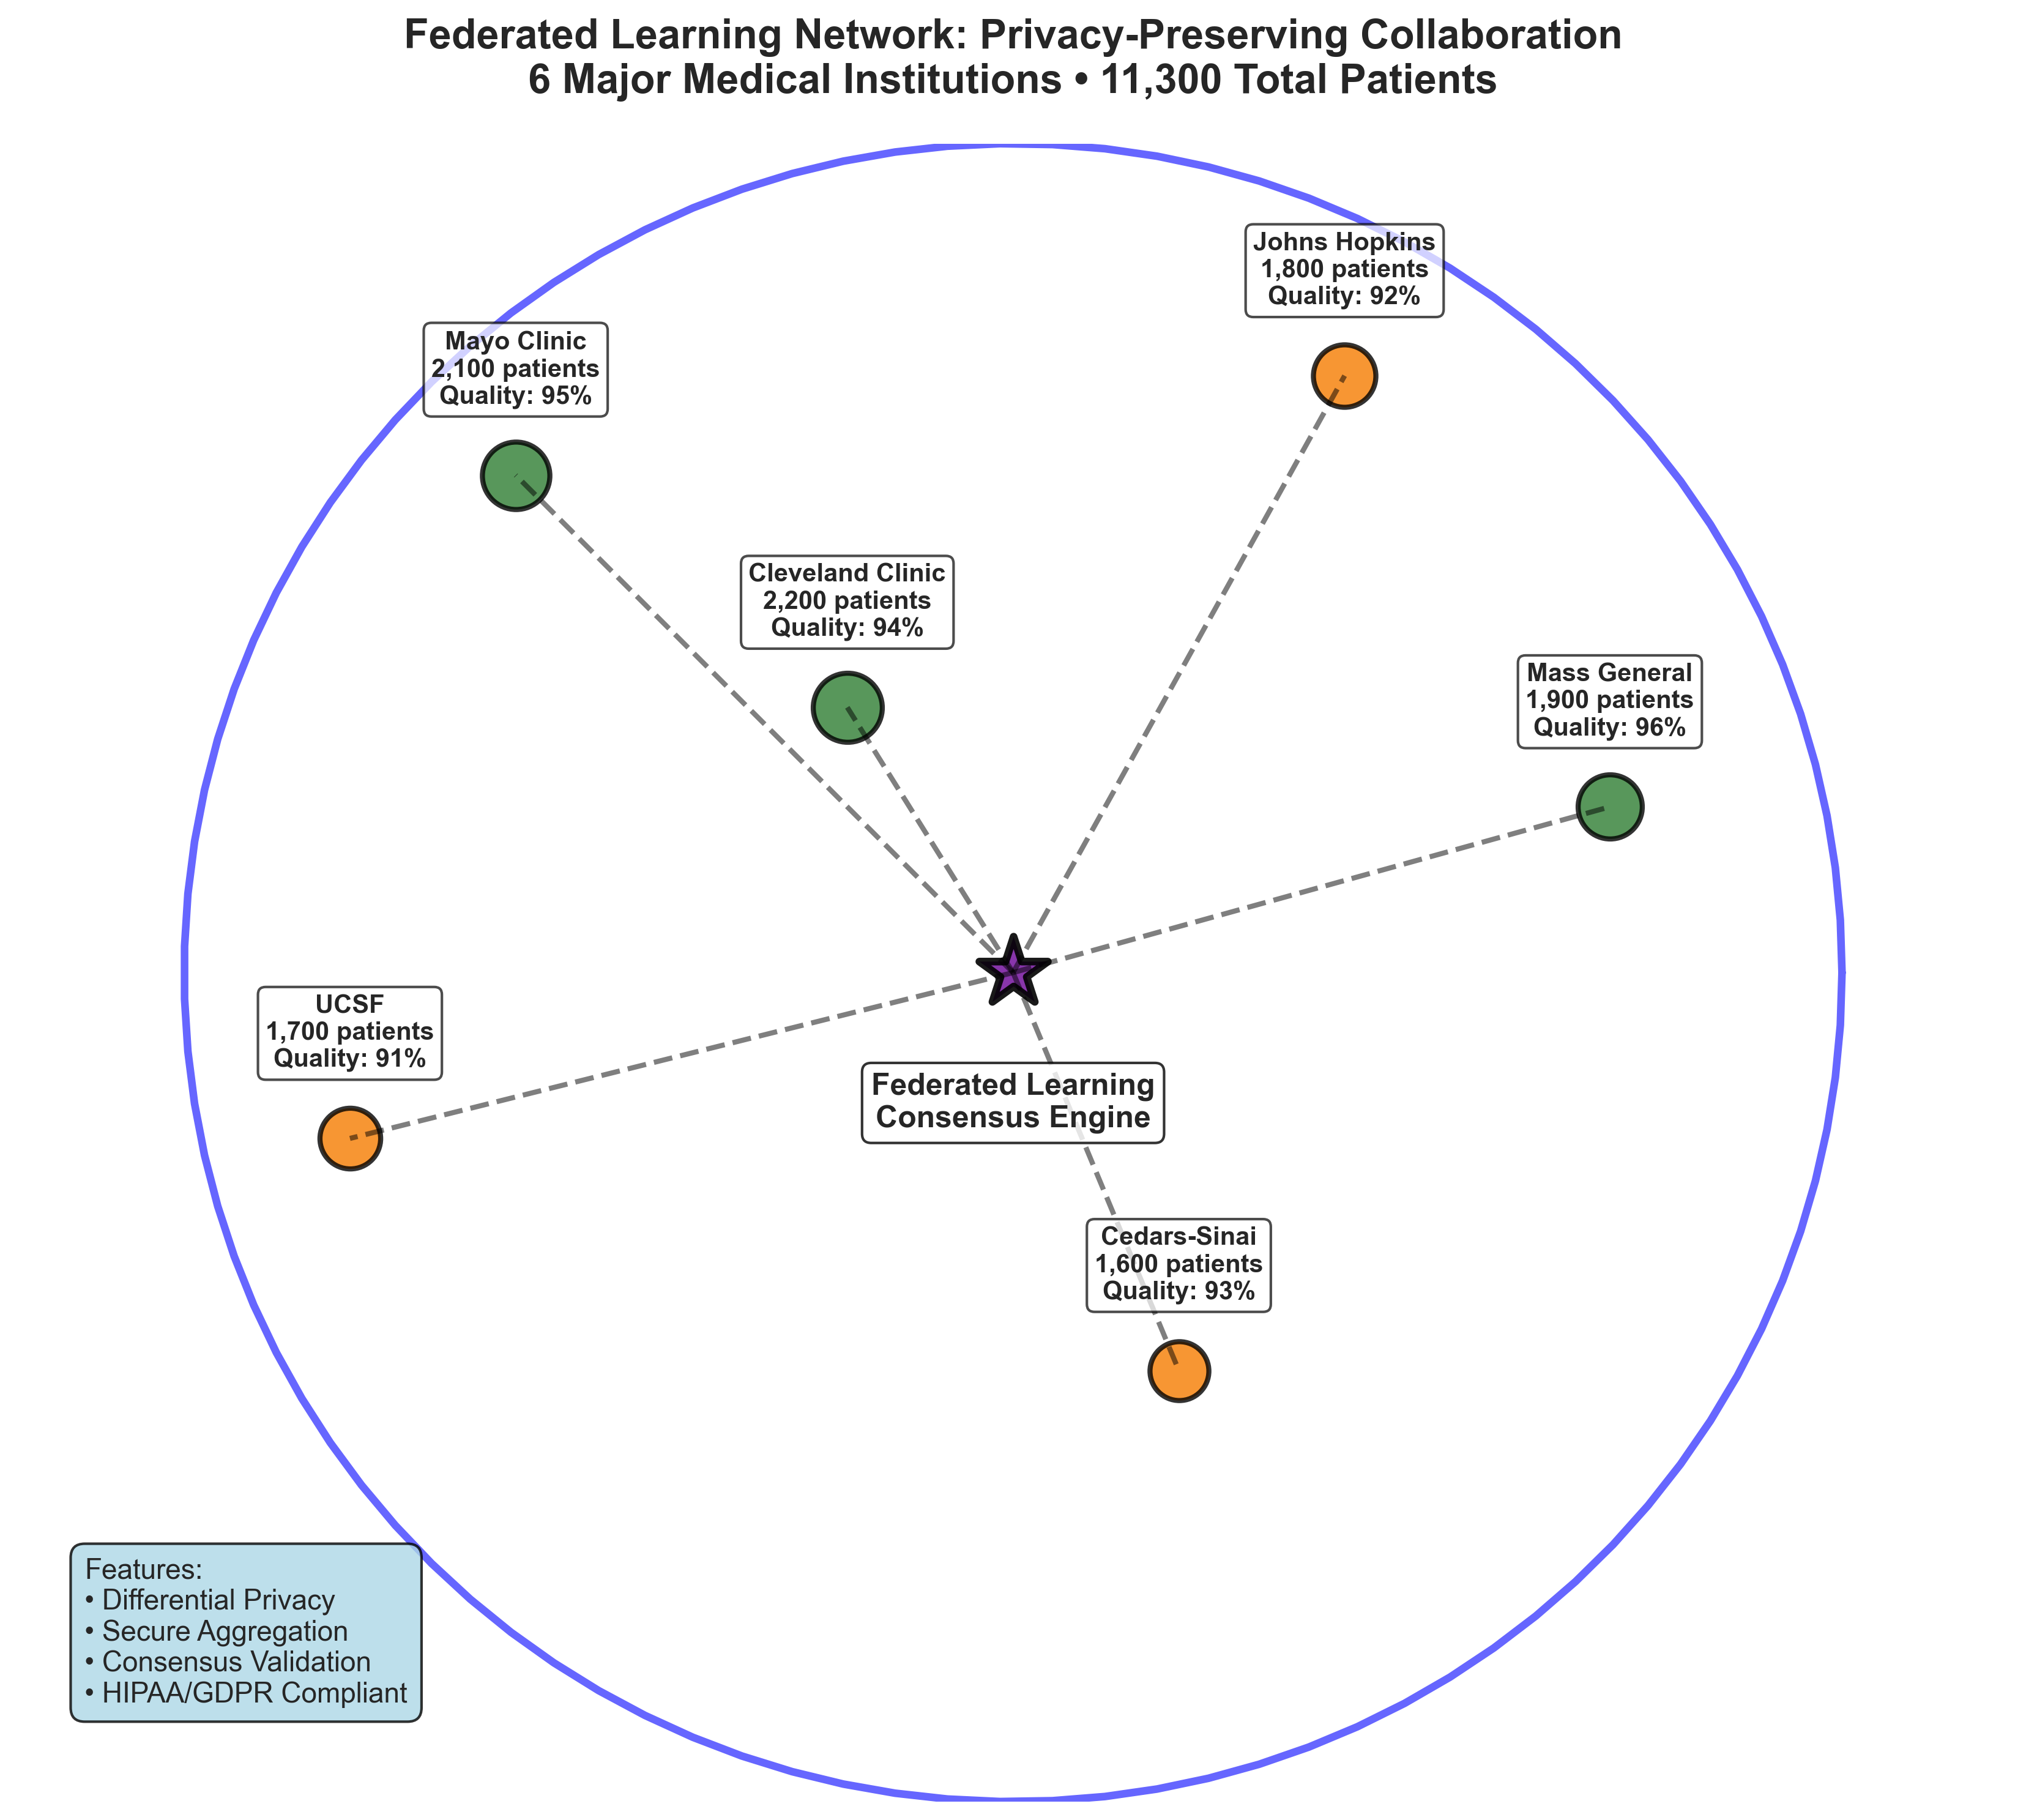 Federated Learning Network: Privacy-Preserving Collaboration
6 Major Medical Institutions • 11,300 Total Patients
Johns Hopkins
1,800 patients
Quality: 92%
Mayo Clinic
2,100 patients
Quality: 95%
Cleveland Clinic
2,200 patients
Quality: 94%
Mass General
1,900 patients
Quality: 96%
UCSF
1,700 patients
Quality: 91%
Federated Learning
Consensus Engine
Cedars-Sinai
1,600 patients
Quality: 93%
Features:
• Differential Privacy
• Secure Aggregation
• Consensus Validation
• HIPAA/GDPR Compliant